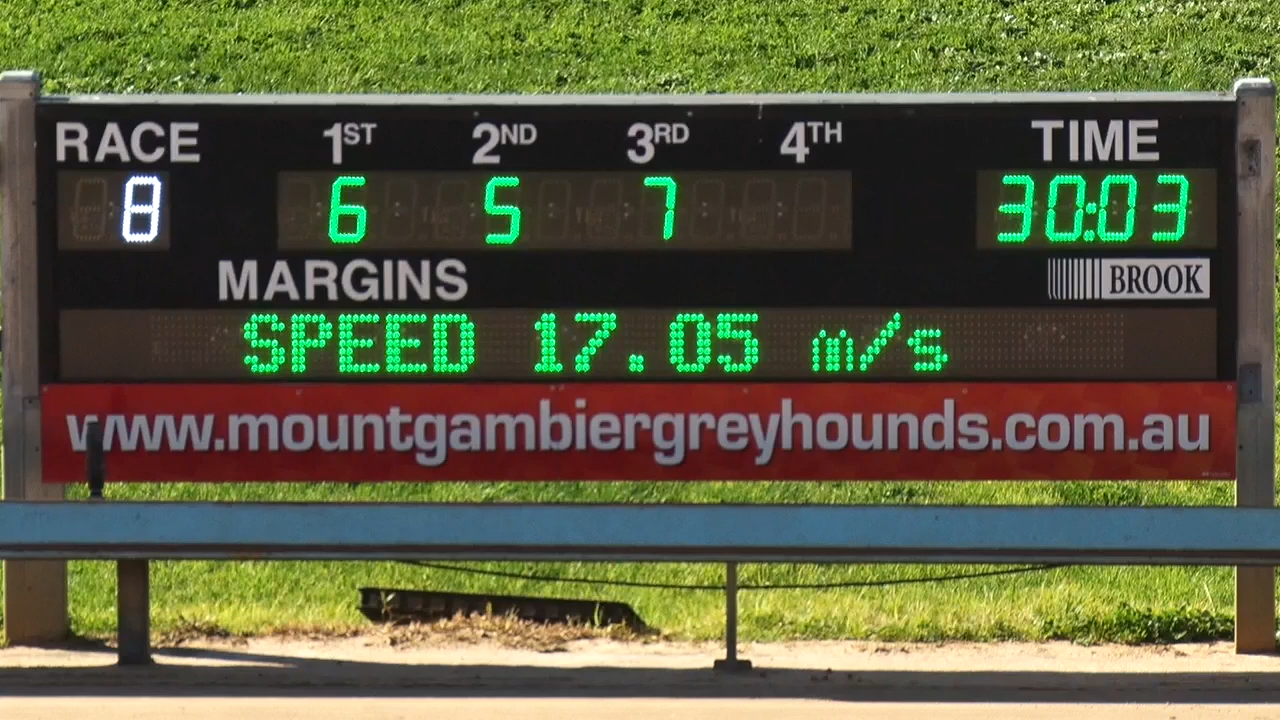 RACE 1ST 2ND 3RD 4TH TIME
8 6 5 7 30:03
MARGINS BROOK
SPEED 17.05 m/s
www.mountgambiergreyhounds.com.au